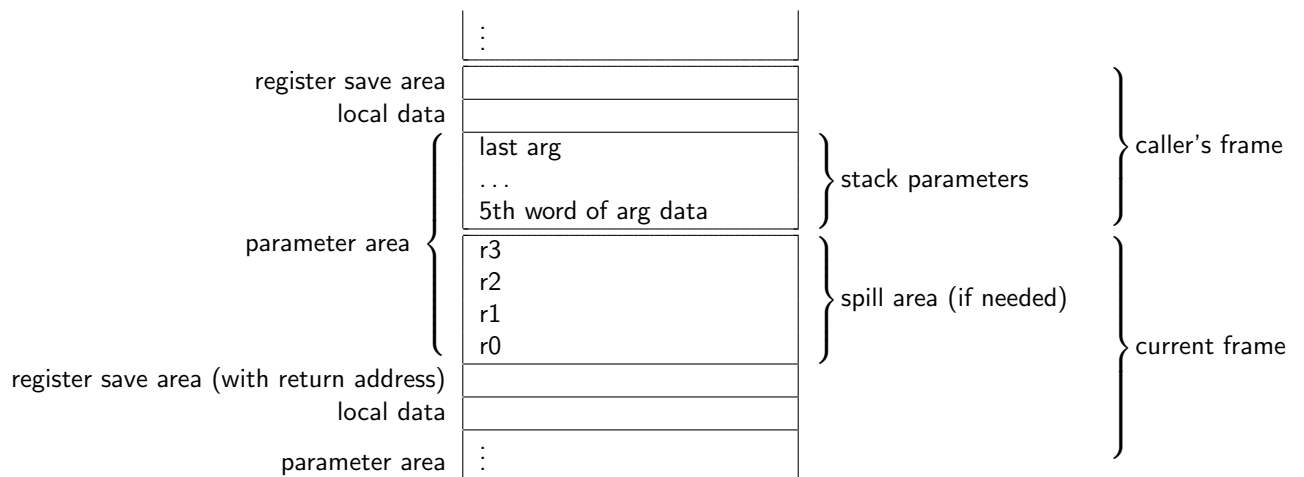 ⋮
register save area
local data
last arg
caller's frame
. . .
stack parameters
5th word of arg data
parameter area
r3
r2
spill area (if needed)
r1
r0
current frame
register save area (with return address)
local data
parameter area
⋮